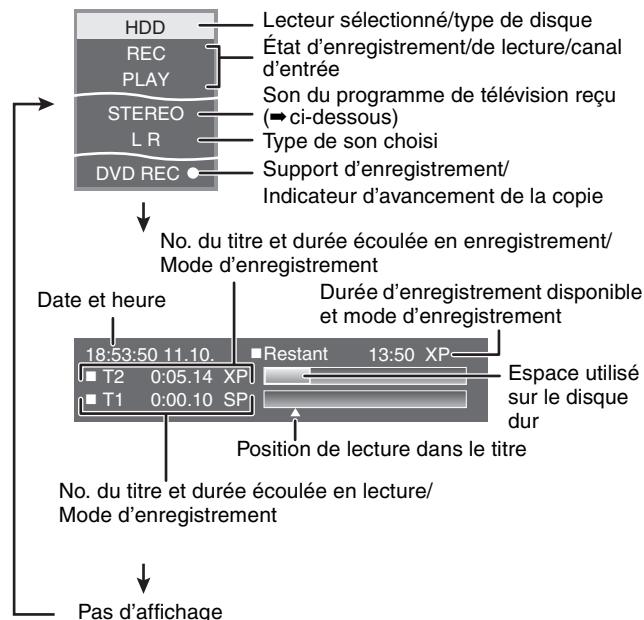 HDD
Lecteur sélectionné/type de disque
REC
PLAY
État d'enregistrement/de lecture/canal
d'entrée
STEREO
Son du programme de télévision reçu
(➡ ci-dessous)
L R
Type de son choisi
DVD REC ●
Support d'enregistrement/
Indicateur d'avancement de la copie
No. du titre et durée écoulée en enregistrement/
Mode d'enregistrement
Date et heure
Durée d'enregistrement disponible
et mode d'enregistrement
18:53:50 11.10. ■Restant 13:50 XP
■ T2 0:05.14 XP
■ T1 0:00.10 SP
Espace utilisé
sur le disque
dur
Position de lecture dans le titre
No. du titre et durée écoulée en lecture/
Mode d'enregistrement
Pas d'affichage